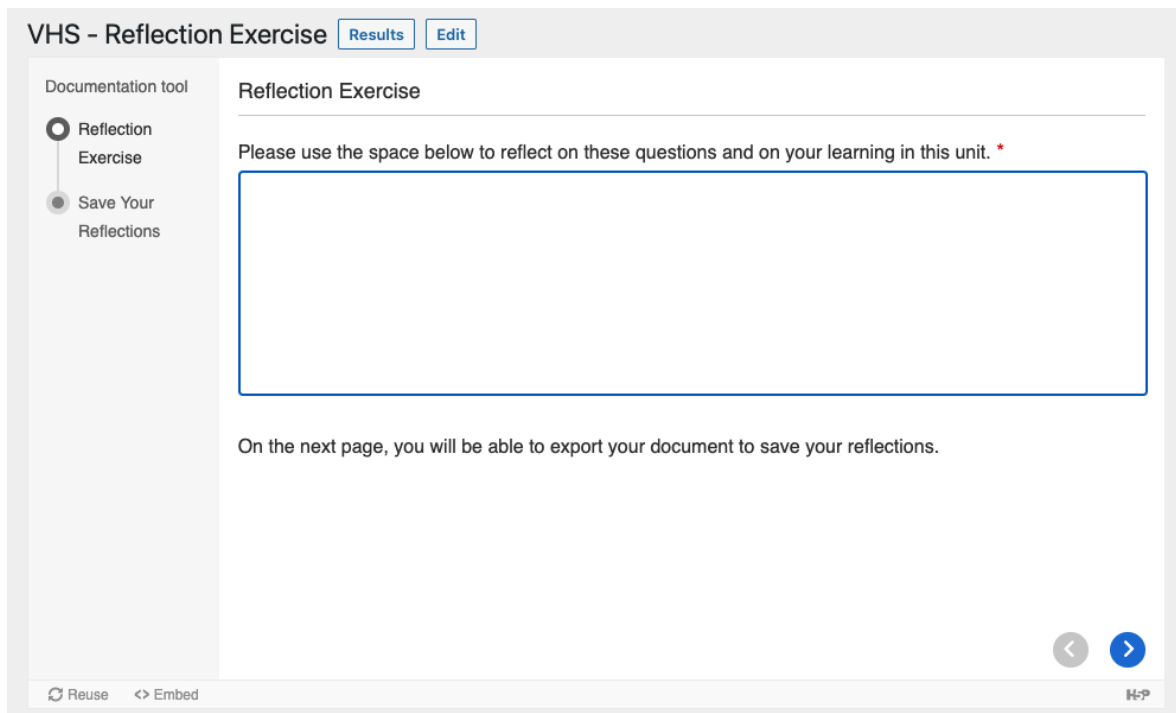 VHS - Reflection Exercise Results Edit
Documentation tool
Reflection
Exercise
Save Your
Reflections
Reflection Exercise
Please use the space below to reflect on these questions and on your learning in this unit. *
On the next page, you will be able to export your document to save your reflections.
Reuse <> Embed
H5P